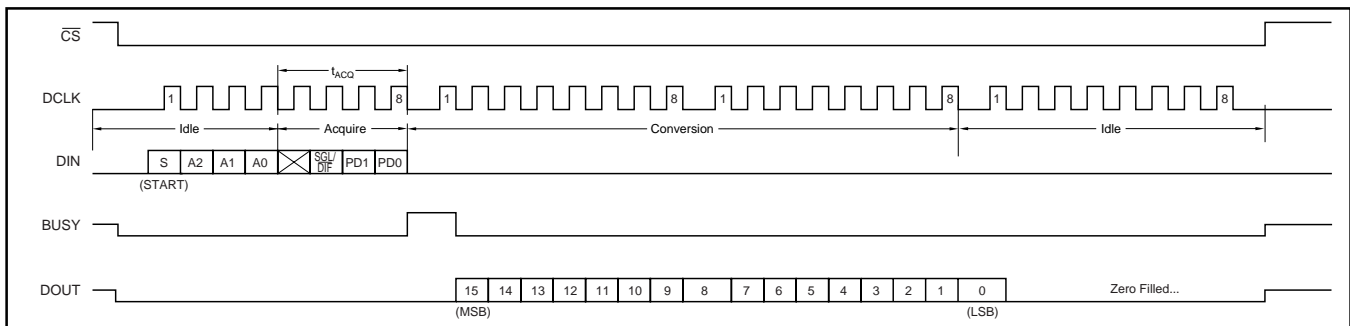 CS
tACQ
DCLK 1 8 1 8 1 8 1 8
Idle Acquire Conversion Idle
DIN S A2 A1 A0 SGL/DIF PD1 PD0
(START)
BUSY
DOUT 15 14 13 12 11 10 9 8 7 6 5 4 3 2 1 0 Zero Filled...
(MSB) (LSB)